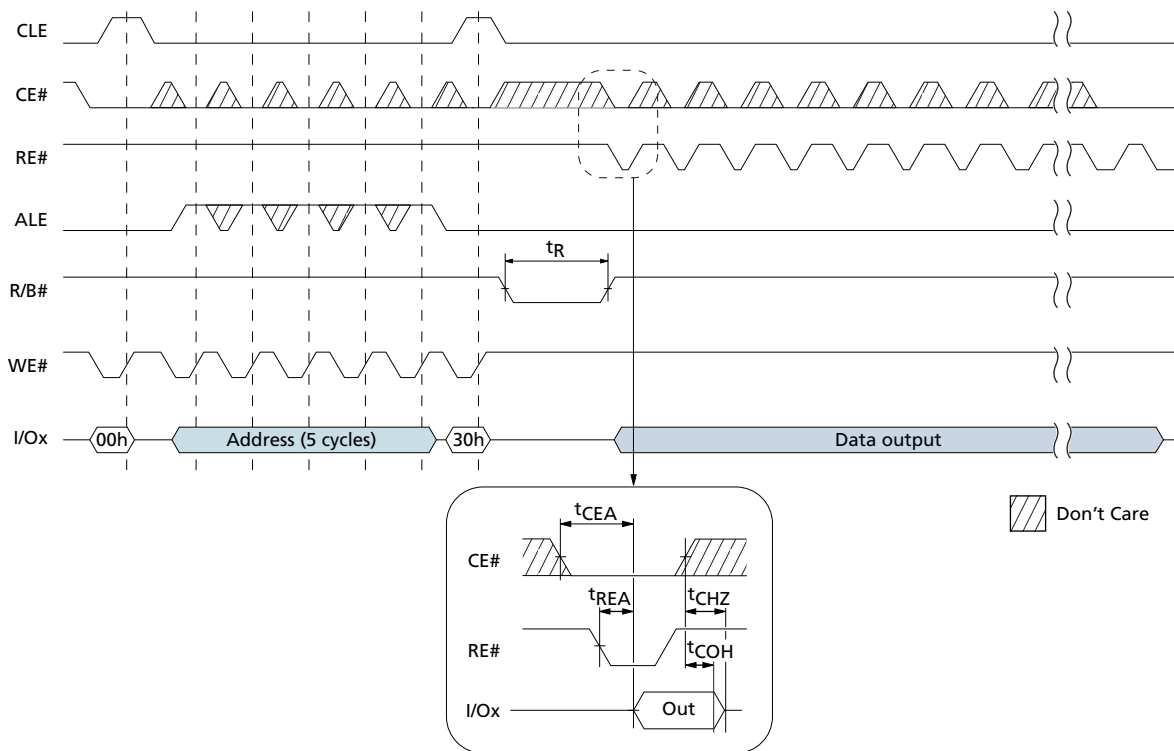 CLE
CE#
RE#
ALE
tR
R/B#
WE#
I/Ox
00h
Address (5 cycles)
30h
Data output
Don't Care
tCEA
CE#
tREA
tCHZ
RE#
tCOH
I/Ox
Out